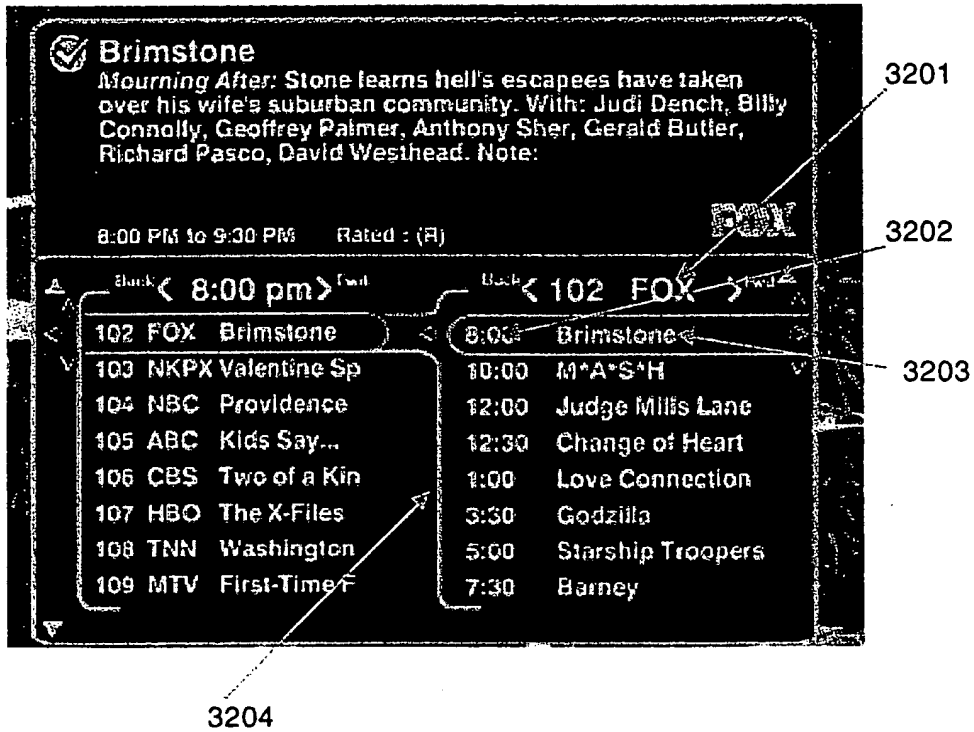 Brimstone
Mourning After: Stone learns hell's escapees have taken
over his wife's suburban community. With: Judi Dench, Billy
Connolly, Geoffrey Palmer, Anthony Sher, Gerald Butler,
Richard Pasco, David Westhead. Note:
8:00 PM to 9:30 PM Rated : (R)
FOX
Back < 8:00 pm > Fwd
Back < 102 FOX > Fwd
102 FOX Brimstone
8:00 Brimstone
103 NKPX Valentine Sp
10:00 M*A*S*H
104 NBC Providence
12:00 Judge Mills Lane
105 ABC Kids Say...
12:30 Change of Heart
106 CBS Two of a Kin
1:00 Love Connection
107 HBO The X-Files
3:30 Godzilla
108 TNN Washington
5:00 Starship Troopers
109 MTV First-Time F
7:30 Barney
3201
3202
3203
3204